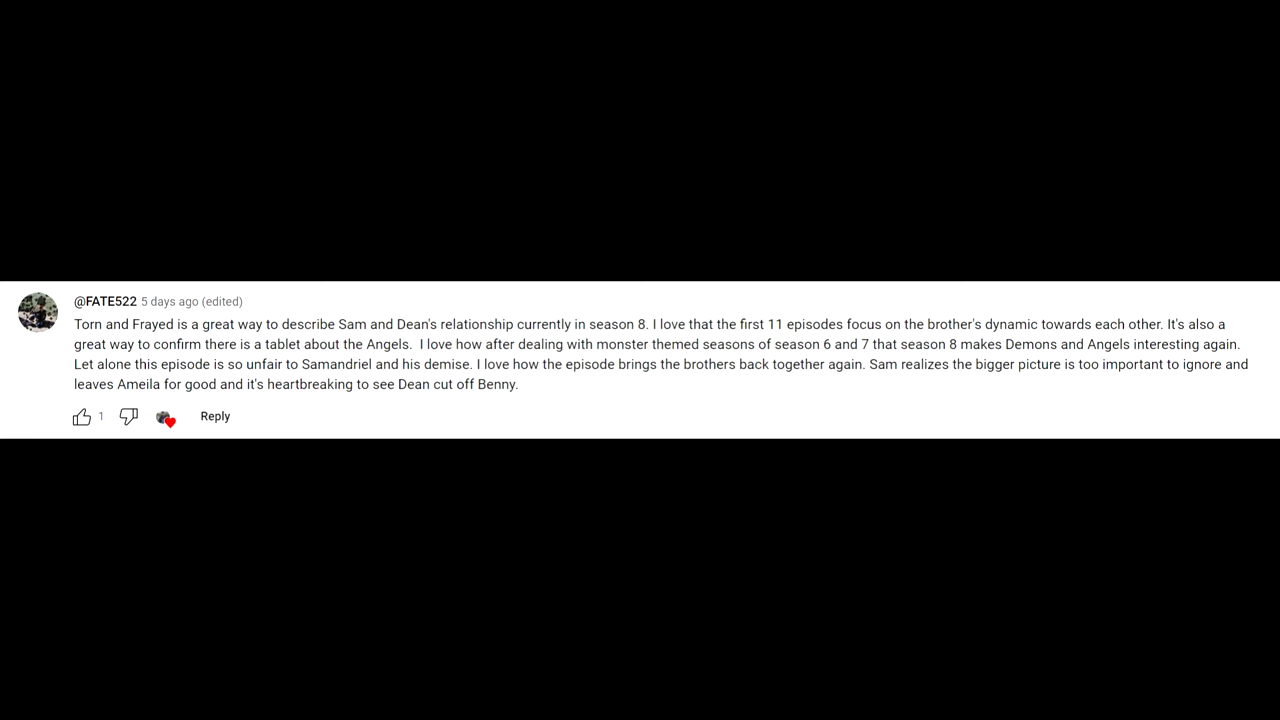 @FATE522 5 days ago (edited)
Torn and Frayed is a great way to describe Sam and Dean's relationship currently in season 8. I love that the first 11 episodes focus on the brother's dynamic towards each other. It's also a
great way to confirm there is a tablet about the Angels.  I love how after dealing with monster themed seasons of season 6 and 7 that season 8 makes Demons and Angels interesting again.
Let alone this episode is so unfair to Samandriel and his demise. I love how the episode brings the brothers back together again. Sam realizes the bigger picture is too important to ignore and
leaves Ameila for good and it's heartbreaking to see Dean cut off Benny.
1 Reply